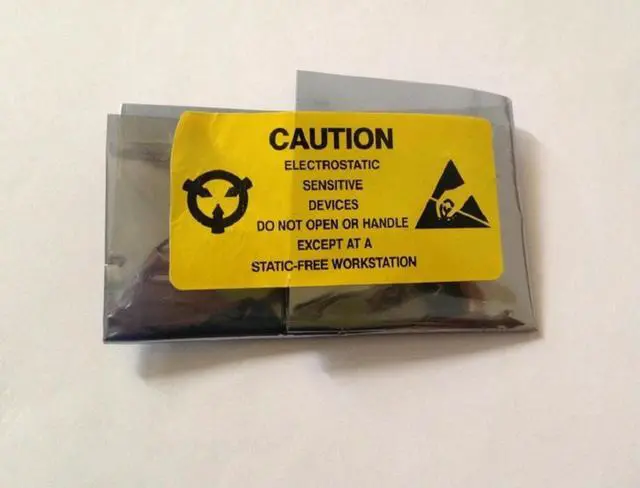 CAUTION
ELECTROSTATIC
SENSITIVE
DEVICES
DO NOT OPEN OR HANDLE
EXCEPT AT A
STATIC-FREE WORKSTATION